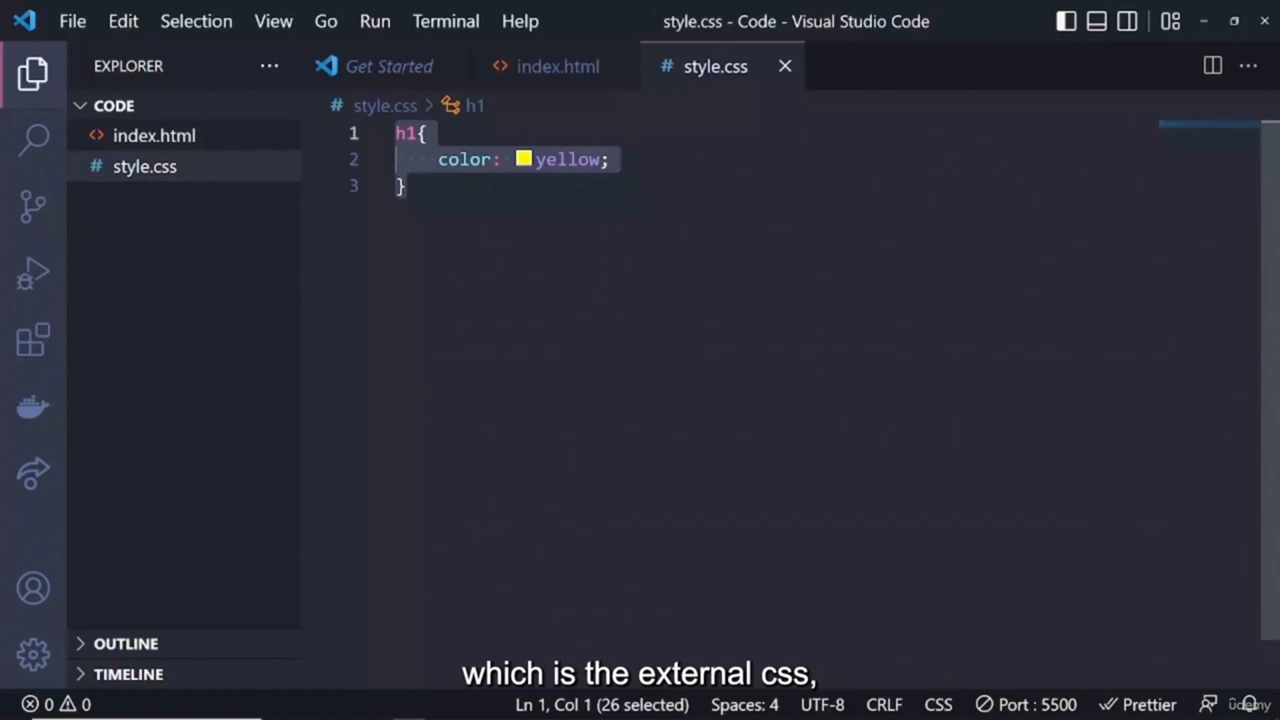 File Edit Selection View Go Run Terminal Help style.css - Code - Visual Studio Code
EXPLORER ··· Get Started <> index.html # style.css ···
CODE
# style.css > h1
<> index.html
# style.css
1 h1{
2 ····color: ·yellow;
3 }
OUTLINE
TIMELINE
which is the external css,
0 0 Ln 1, Col 1 (26 selected) Spaces: 4 UTF-8 CRLF CSS Port : 5500 Prettier
ûdemy